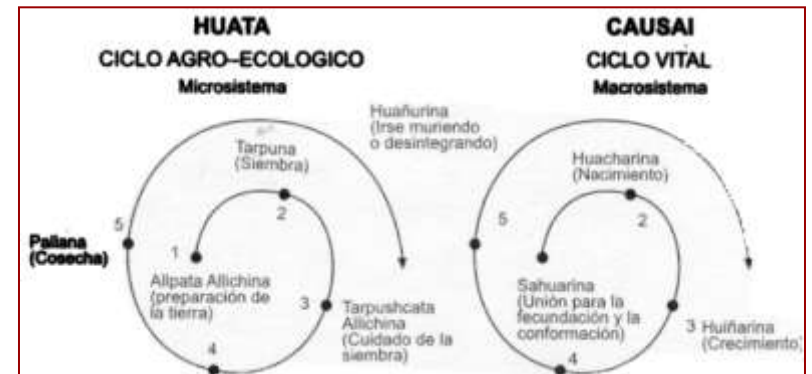 HUATA
CICLO AGRO–ECOLOGICO
Microsistema
Huañurina
(Irse muriendo
o desintegrando)
Tarpuna
(Siembra)
2
5
Pallana
(Cosecha)
1
Allpata Allichina
(preparación de
la tierra)
3
Tarpushcata
Allichina
(Cuidado de la
siembra)
4
CAUSAI
CICLO VITAL
Macrosistema
Huacharina
(Nacimiento)
2
5
Sahuarina
(Unión para la
fecundación y la
conformación)
3 Huiñarina
(Crecimiento)
4